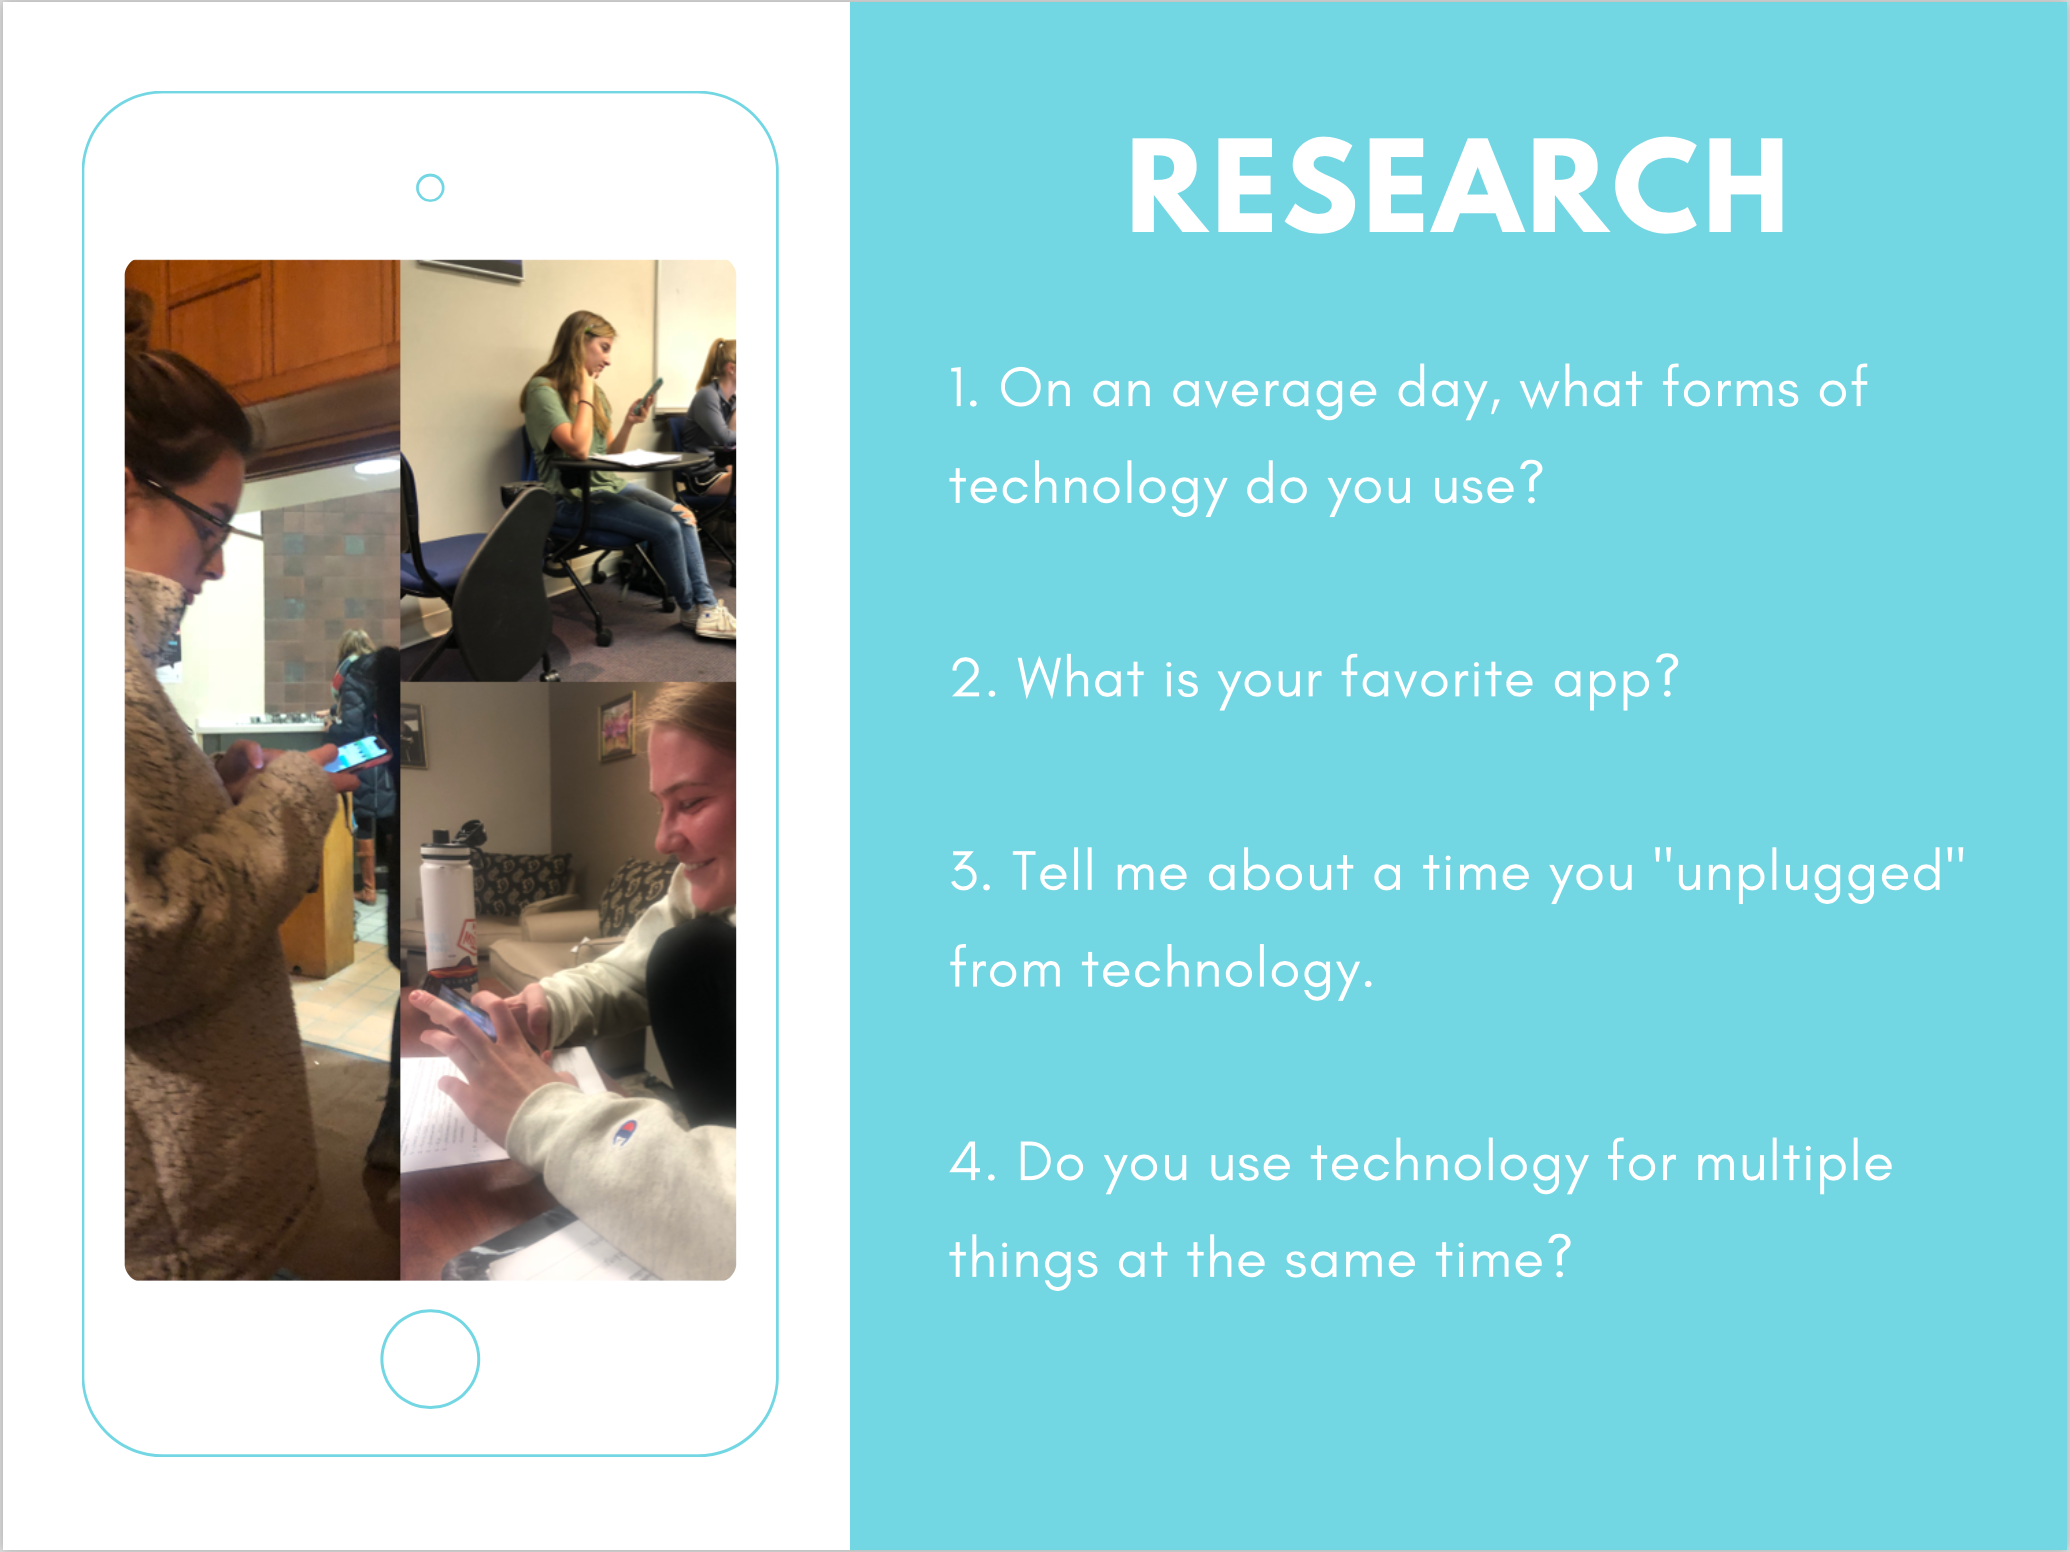 RESEARCH
1. On an average day, what forms of
technology do you use?
2. What is your favorite app?
3. Tell me about a time you "unplugged"
from technology.
4. Do you use technology for multiple
things at the same time?